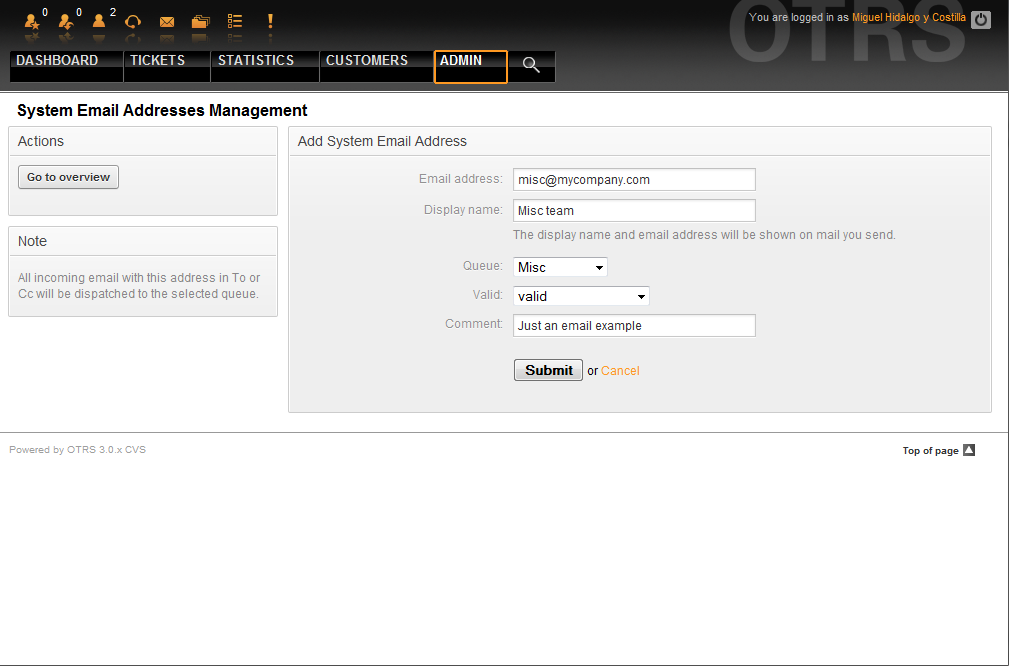 0 0 2
You are logged in as Miguel Hidalgo y Costilla
OTRS
DASHBOARD TICKETS STATISTICS CUSTOMERS ADMIN
System Email Addresses Management
Actions
Go to overview
Note
All incoming email with this address in To or
Cc will be dispatched to the selected queue.
Add System Email Address
Email address: misc@mycompany.com
Display name: Misc team
The display name and email address will be shown on mail you send.
Queue: Misc
Valid: valid
Comment: Just an email example
Submit or Cancel
Powered by OTRS 3.0.x CVS
Top of page